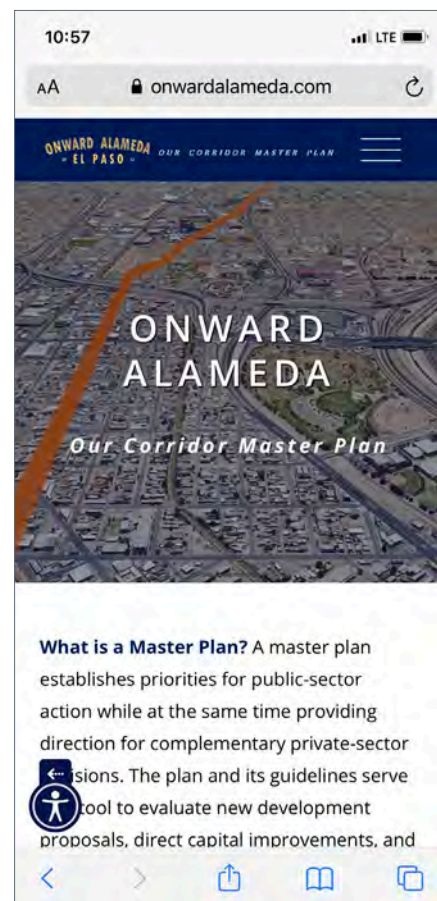 10:57 LTE
AA onwardalameda.com
ONWARD ALAMEDA OUR CORRIDOR MASTER PLAN
EL PASO
ONWARD
ALAMEDA
Our Corridor Master Plan
What is a Master Plan? A master plan
establishes priorities for public-sector
action while at the same time providing
direction for complementary private-sector
isions. The plan and its guidelines serve
tool to evaluate new development
proposals, direct capital improvements, and